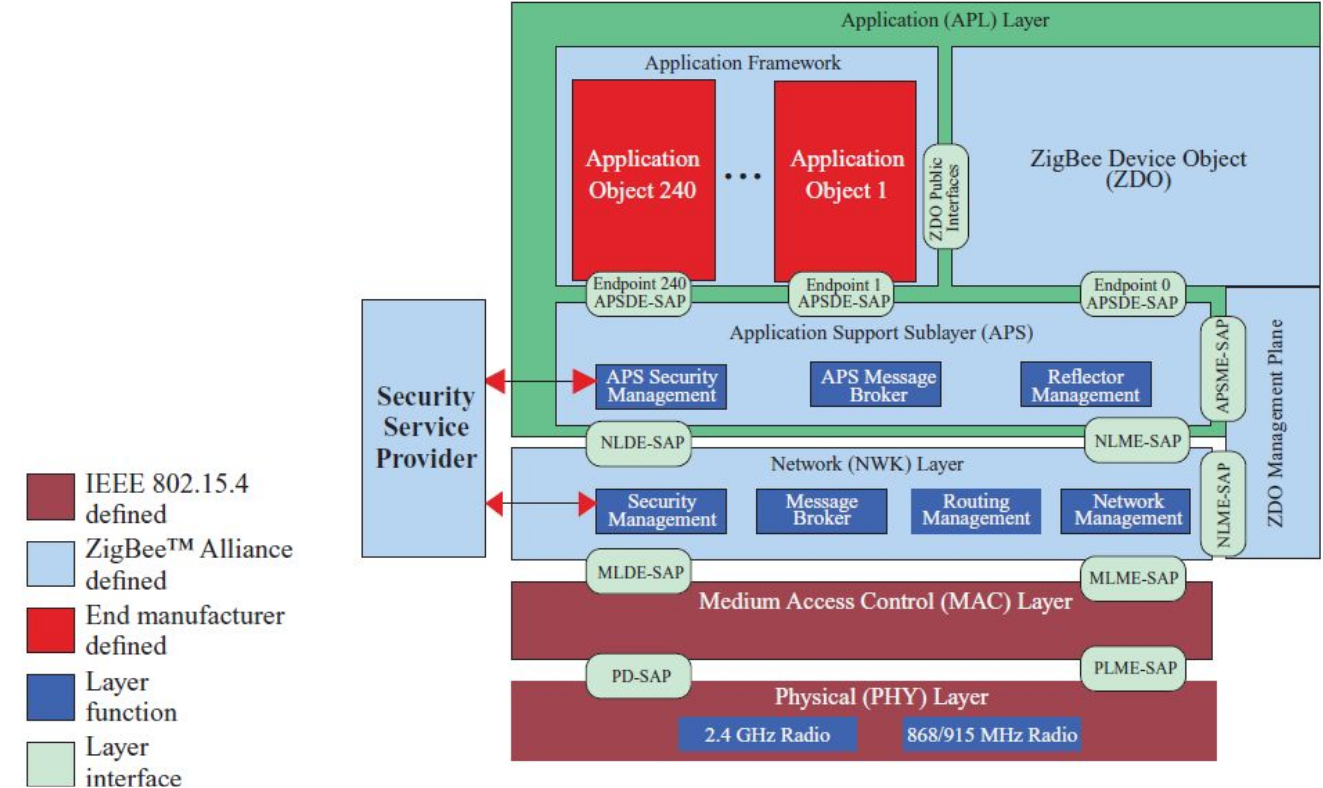 Application (APL) Layer
Application Framework
Application
Object 240
...
Application
Object 1
ZDO Public
Interfaces
ZigBee Device Object
(ZDO)
Endpoint 240
APSDE-SAP
Endpoint 1
APSDE-SAP
Endpoint 0
APSDE-SAP
Application Support Sublayer (APS)
APS Security
Management
APS Message
Broker
Reflector
Management
APSME-SAP
ZDO Management Plane
Security
Service
Provider
NLDE-SAP
NLME-SAP
Network (NWK) Layer
Security
Management
Message
Broker
Routing
Management
Network
Management
NLME-SAP
MLDE-SAP
MLME-SAP
Medium Access Control (MAC) Layer
PD-SAP
PLME-SAP
Physical (PHY) Layer
2.4 GHz Radio
868/915 MHz Radio
IEEE 802.15.4
defined
ZigBee™ Alliance
defined
End manufacturer
defined
Layer
function
Layer
interface